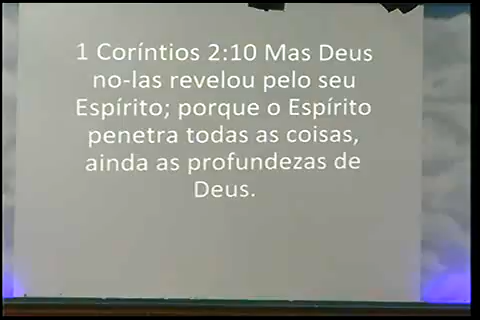 1 Coríntios 2:10 Mas Deus
no-las revelou pelo seu
Espírito; porque o Espírito
penetra todas as coisas,
ainda as profundezas de
Deus.